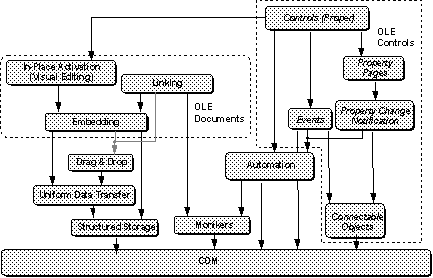 Controls (Proper)
OLE
Controls
In-Place Activation
(Visual Editing)
Linking
Property
Pages
OLE
Documents
Embedding
Events
Property Change
Notification
Drag & Drop
Automation
Uniform Data Transfer
Structured Storage
Monikers
Connectable
Objects
COM